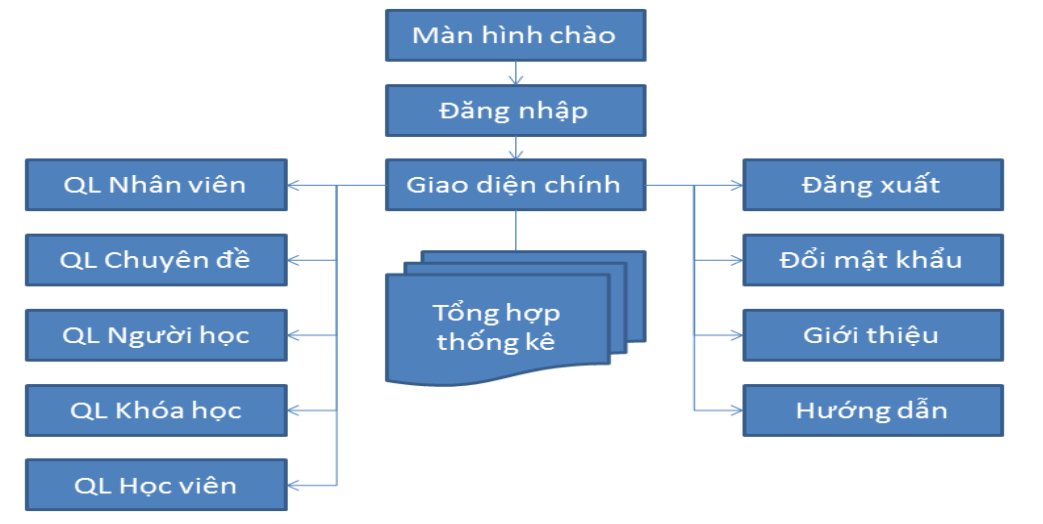 Màn hình chào
Đăng nhập
Giao diện chính
QL Nhân viên
QL Chuyên đề
QL Người học
QL Khóa học
QL Học viên
Tổng hợp
thống kê
Đăng xuất
Đổi mật khẩu
Giới thiệu
Hướng dẫn